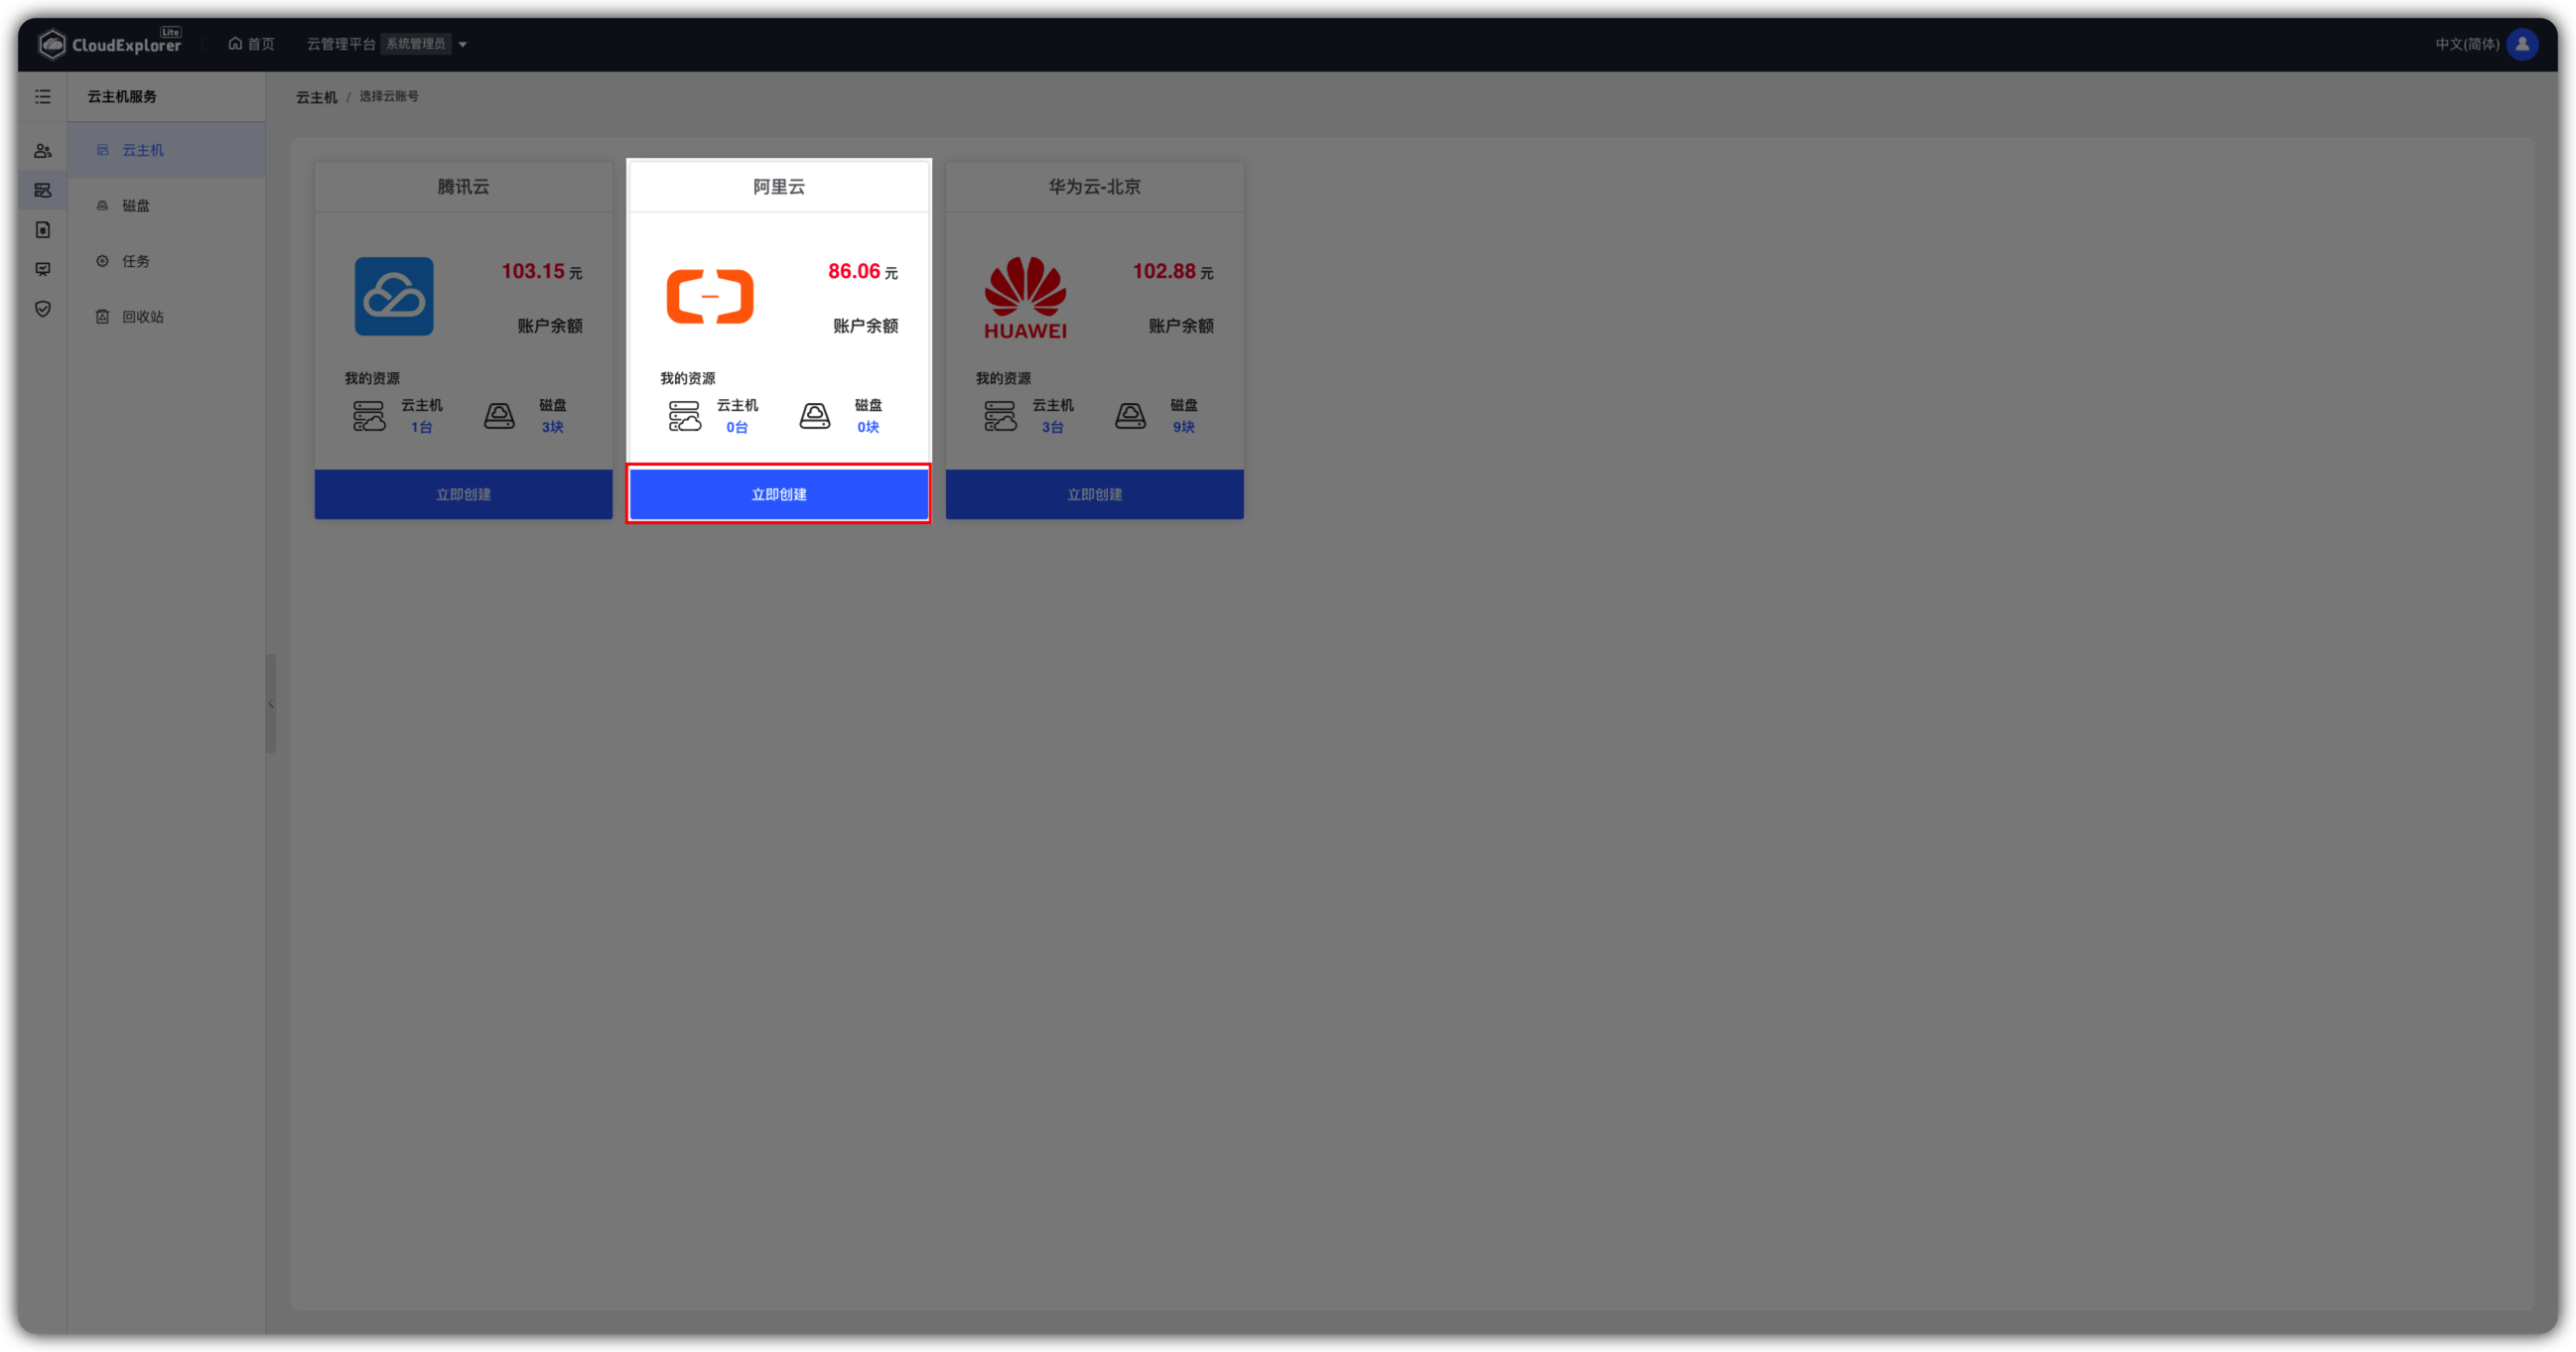 CloudExplorer Lite
首页
云管理平台 系统管理员
中文(简体)
云主机服务
云主机
磁盘
任务
回收站
云主机 / 选择云账号
腾讯云
103.15 元
账户余额
我的资源
云主机 磁盘
1台 3块
立即创建
阿里云
86.06 元
账户余额
我的资源
云主机 磁盘
0台 0块
立即创建
华为云-北京
HUAWEI
102.88 元
账户余额
我的资源
云主机 磁盘
3台 9块
立即创建